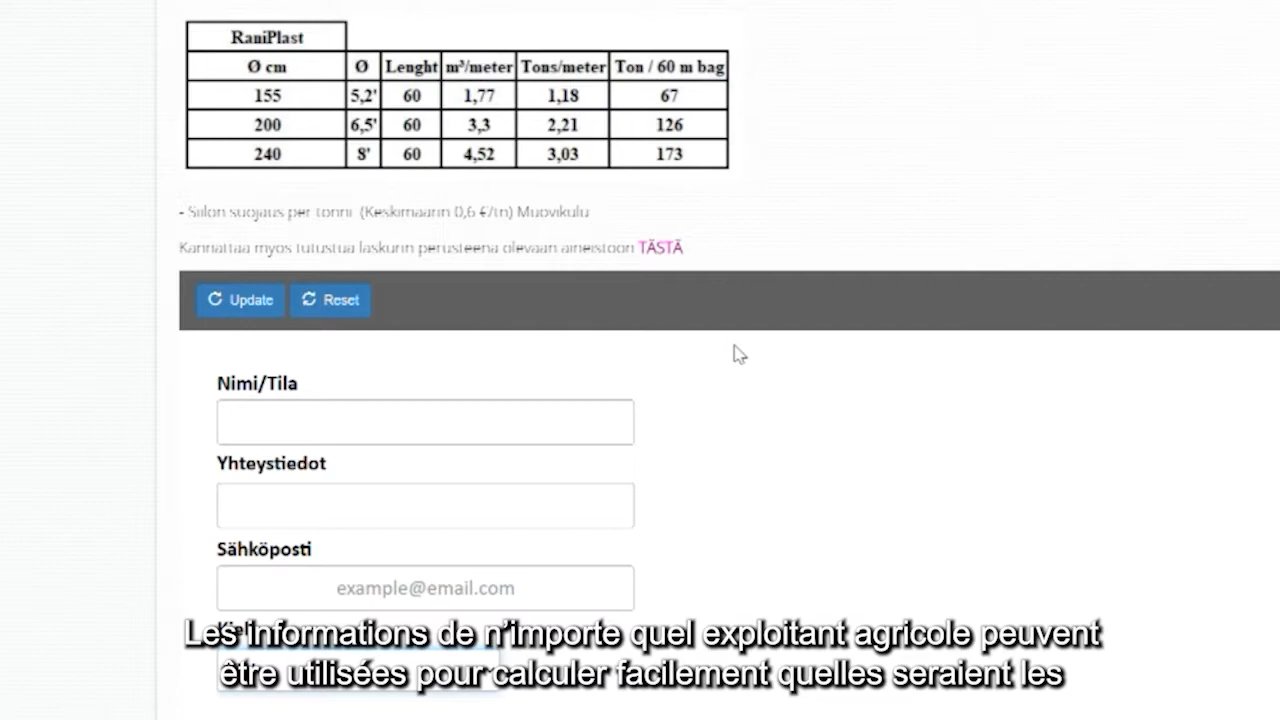 RaniPlast
Ø cm Ø Lenght m³/meter Tons/meter Ton / 60 m bag
155 5,2' 60 1,77 1,18 67
200 6,5' 60 3,3 2,21 126
240 8' 60 4,52 3,03 173
- Siilon suojaus per tonni (Keskimäärin 0,6 €/tn) Muovikulu
Kannattaa myös tutustua laskurin perusteena olevaan aineistoon TÄSTÄ
Update Reset
Nimi/Tila
Yhteystiedot
Sähköposti
example@email.com
Kieli
Les informations de n'importe quel exploitant agricole peuvent
être utilisées pour calculer facilement quelles seraient les